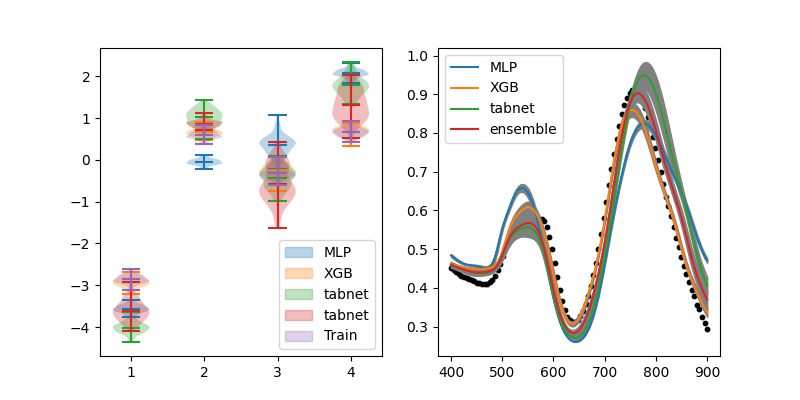 2
1
0
−1
−2
−3
−4
1
2
3
4
MLP
XGB
tabnet
tabnet
Train
1.0
0.9
0.8
0.7
0.6
0.5
0.4
0.3
400
500
600
700
800
900
MLP
XGB
tabnet
ensemble